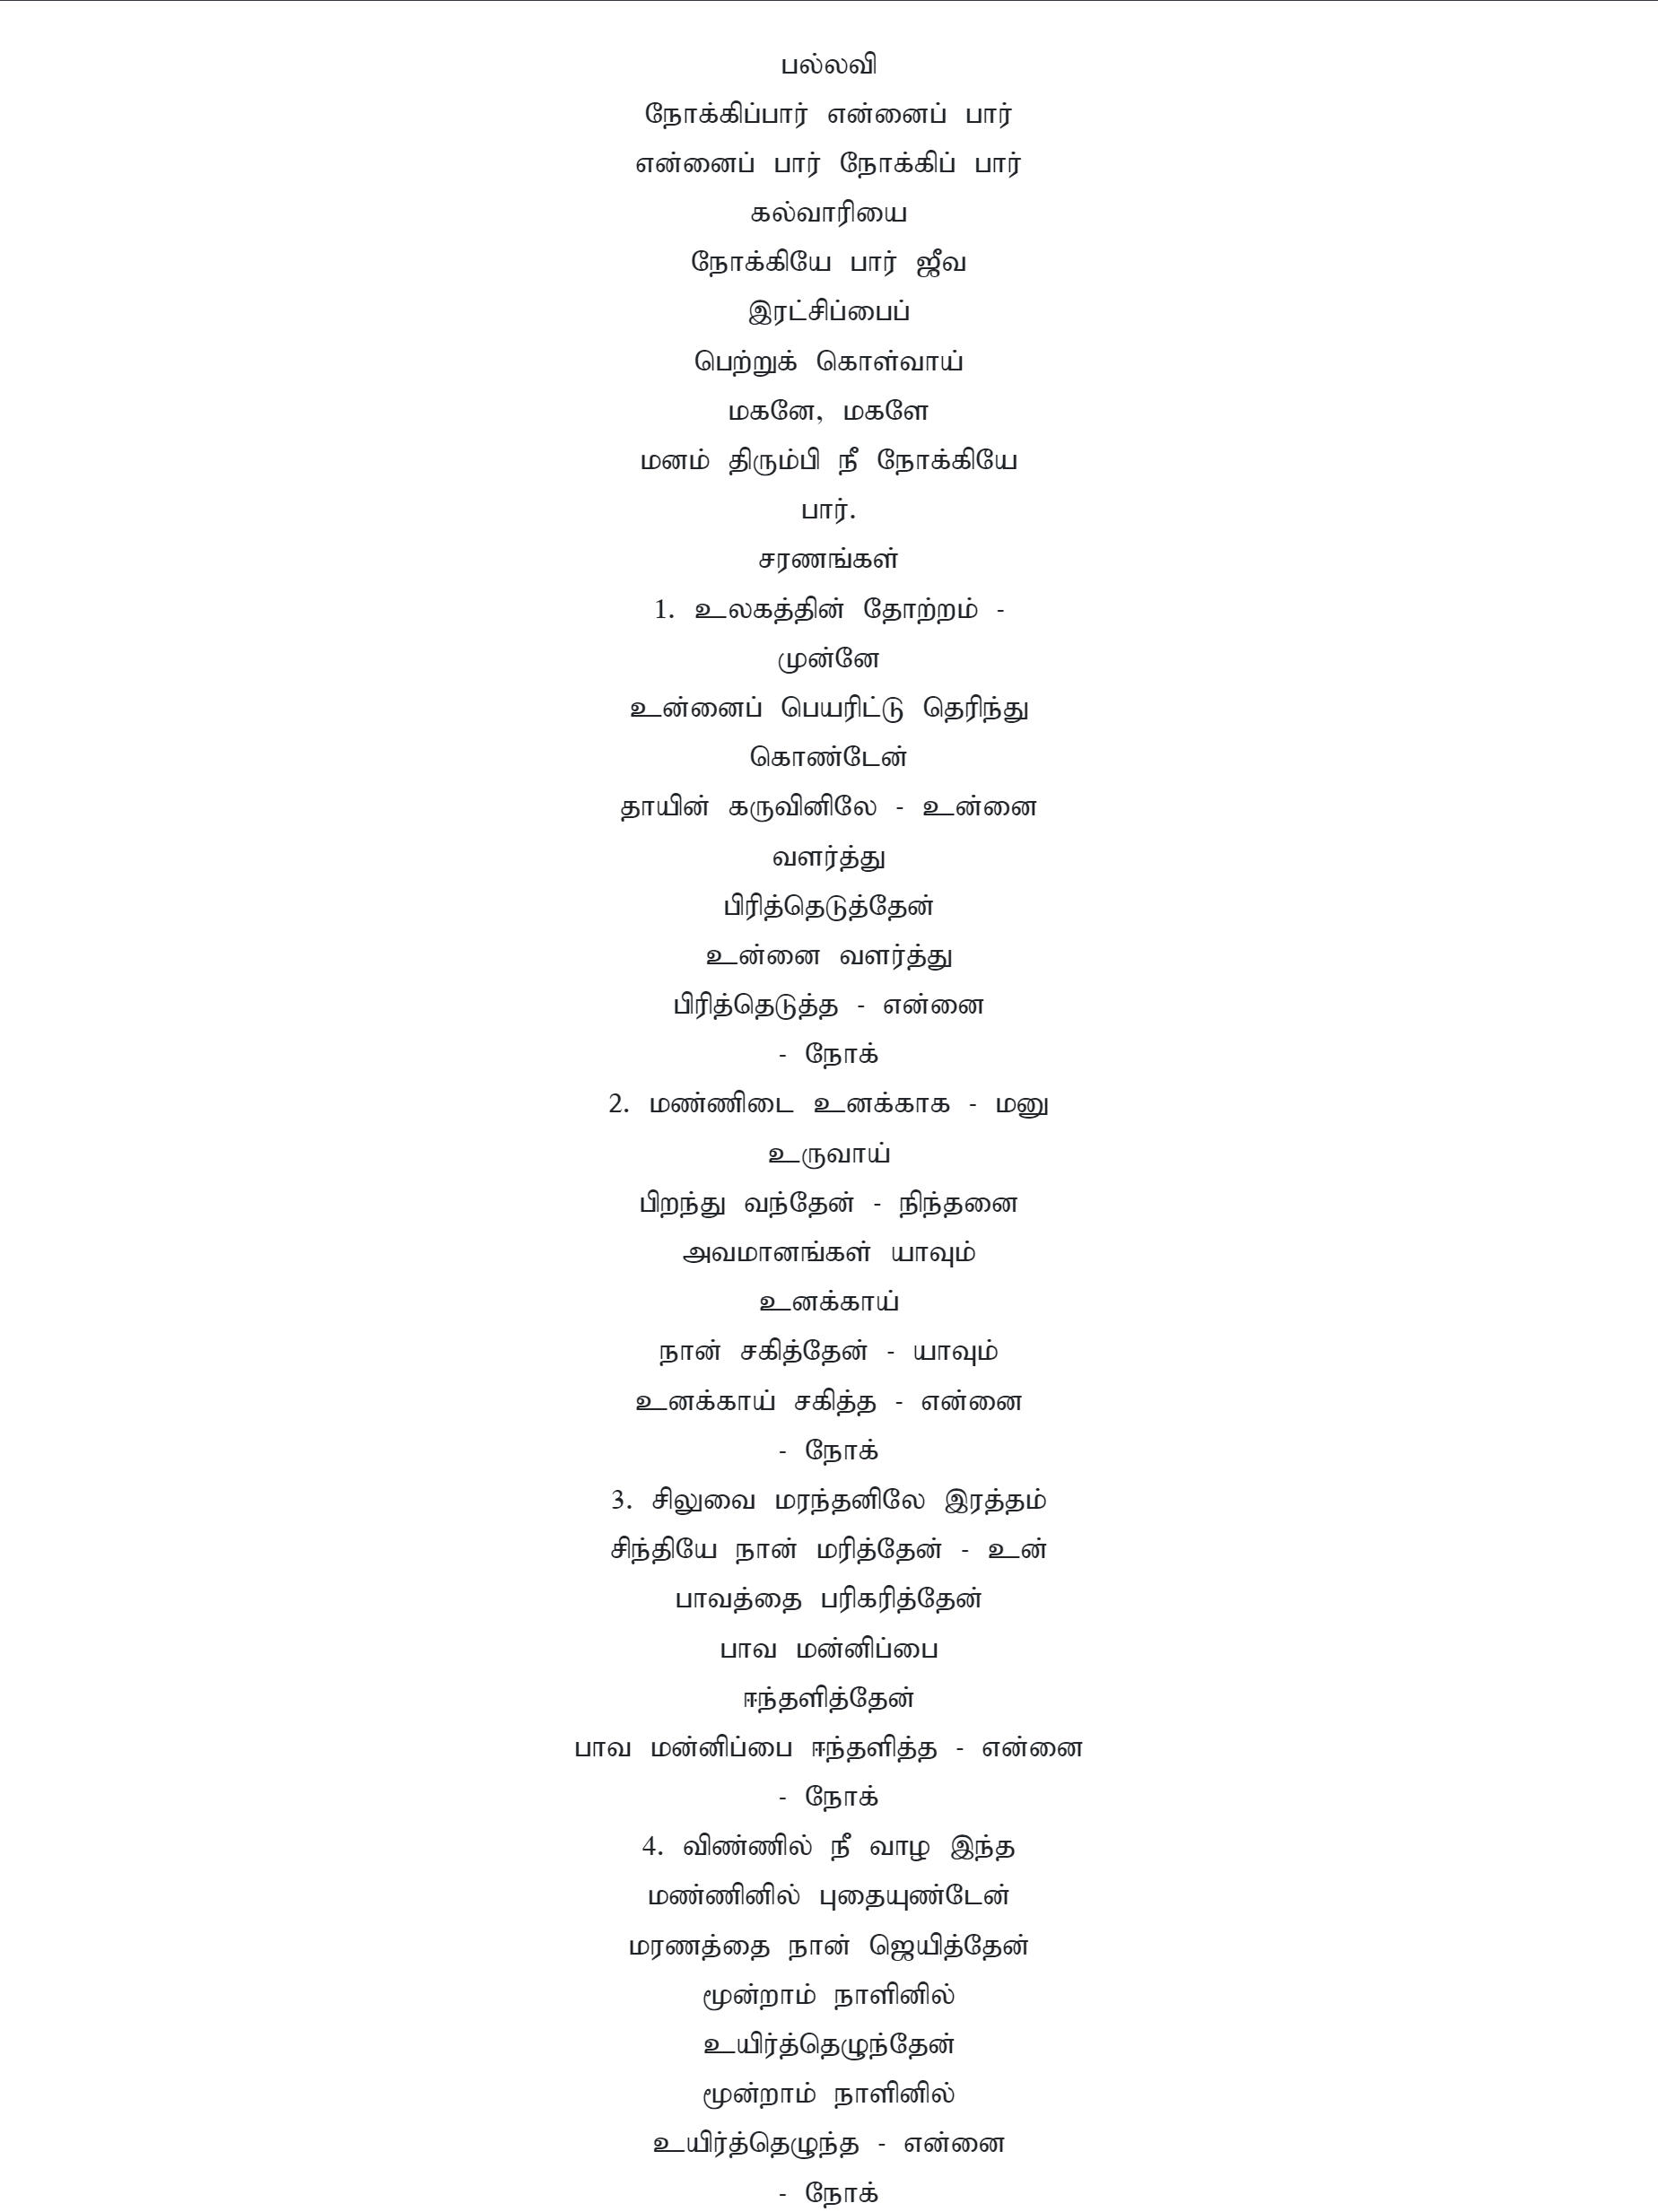 பல்லவி
நோக்கிப்பார் என்னைப் பார்
என்னைப் பார் நோக்கிப் பார்
கல்வாரியை
நோக்கியே பார் ஜீவ
இரட்சிப்பைப்
பெற்றுக் கொள்வாய்
மகனே, மகளே
மனம் திரும்பி நீ நோக்கியே
பார்.
சரணங்கள்
1. உலகத்தின் தோற்றம் -
முன்னே
உன்னைப் பெயரிட்டு தெரிந்து
கொண்டேன்
தாயின் கருவினிலே - உன்னை
வளர்த்து
பிரித்தெடுத்தேன்
உன்னை வளர்த்து
பிரித்தெடுத்த - என்னை
- நோக்
2. மண்ணிடை உனக்காக - மனு
உருவாய்
பிறந்து வந்தேன் - நிந்தனை
அவமானங்கள் யாவும்
உனக்காய்
நான் சகித்தேன் - யாவும்
உனக்காய் சகித்த - என்னை
- நோக்
3. சிலுவை மரந்தனிலே இரத்தம்
சிந்தியே நான் மரித்தேன் - உன்
பாவத்தை பரிகரித்தேன்
பாவ மன்னிப்பை
ஈந்தளித்தேன்
பாவ மன்னிப்பை ஈந்தளித்த - என்னை
- நோக்
4. விண்ணில் நீ வாழ இந்த
மண்ணினில் புதையுண்டேன்
மரணத்தை நான் ஜெயித்தேன்
மூன்றாம் நாளினில்
உயிர்த்தெழுந்தேன்
மூன்றாம் நாளினில்
உயிர்த்தெழுந்த - என்னை
- நோக்